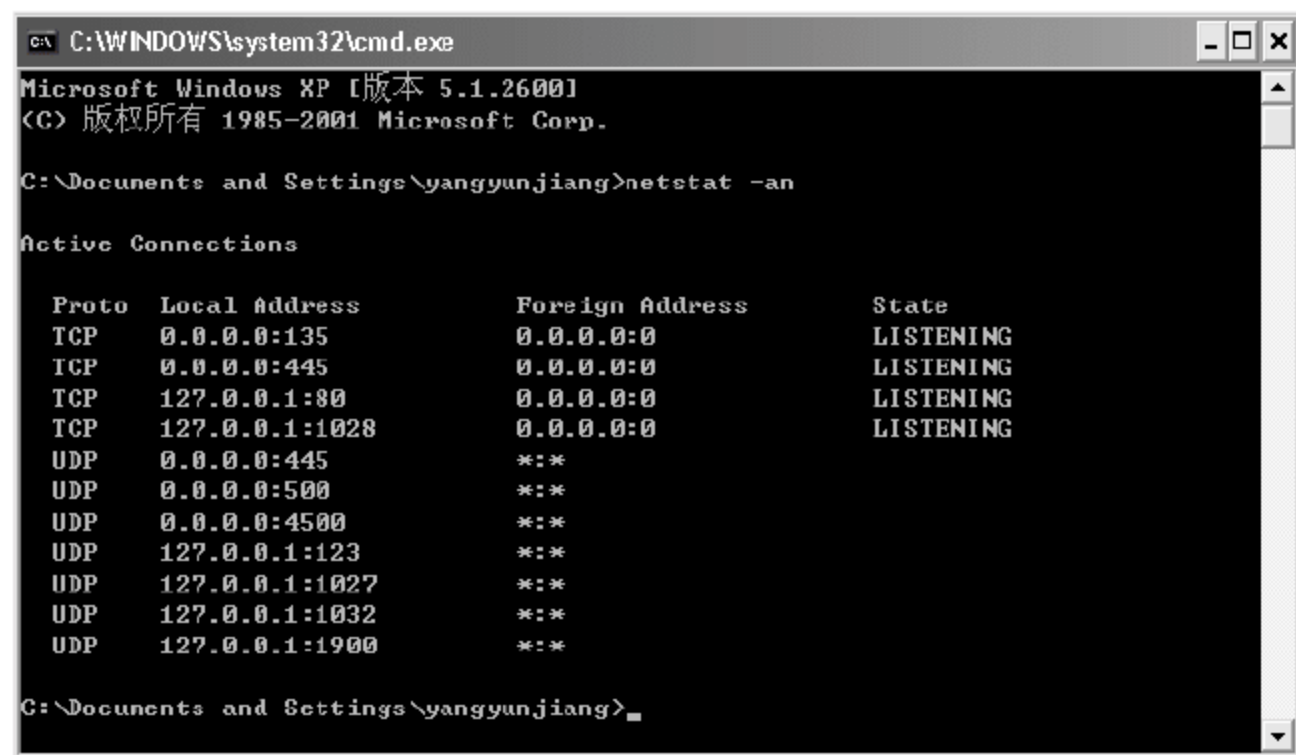 C:\WINDOWS\system32\cmd.exe
Microsoft Windows XP [版本 5.1.2600]
(C) 版权所有 1985-2001 Microsoft Corp.
C:\Documents and Settings\yangyunjiang>netstat -an
Active Connections
Proto Local Address Foreign Address State
TCP 0.0.0.0:135 0.0.0.0:0 LISTENING
TCP 0.0.0.0:445 0.0.0.0:0 LISTENING
TCP 127.0.0.1:80 0.0.0.0:0 LISTENING
TCP 127.0.0.1:1028 0.0.0.0:0 LISTENING
UDP 0.0.0.0:445 *:*
UDP 0.0.0.0:500 *:*
UDP 0.0.0.0:4500 *:*
UDP 127.0.0.1:123 *:*
UDP 127.0.0.1:1027 *:*
UDP 127.0.0.1:1032 *:*
UDP 127.0.0.1:1900 *:*
C:\Documents and Settings\yangyunjiang>_